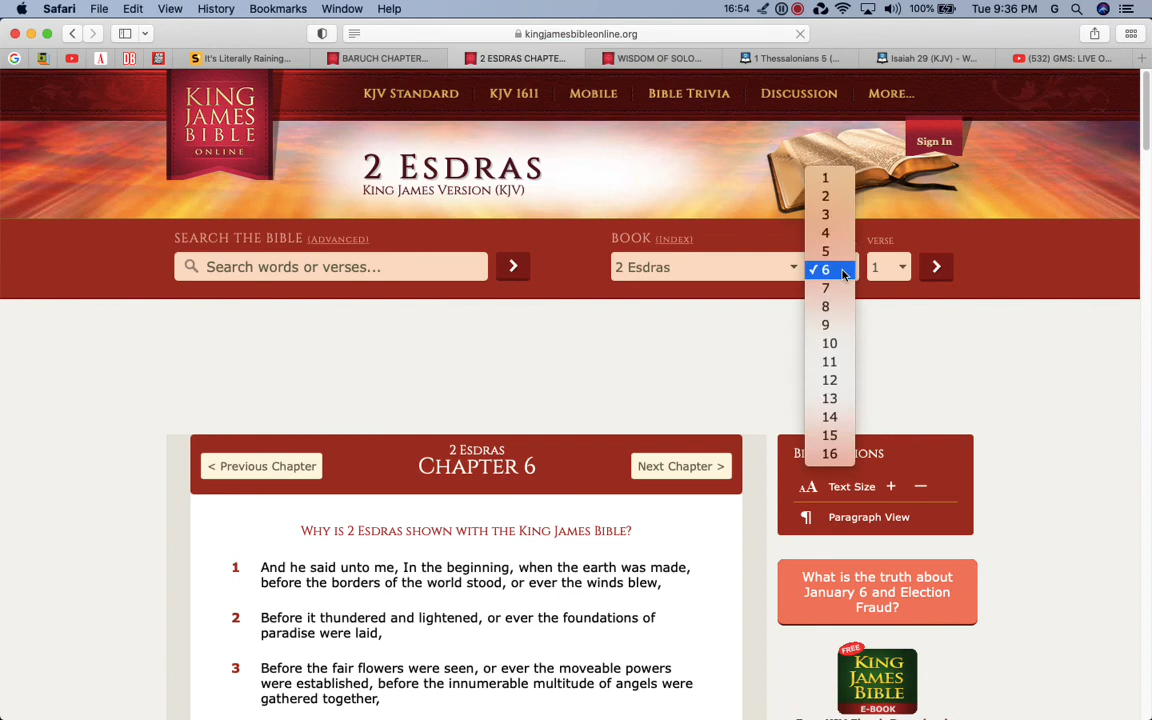 Safari File Edit View History Bookmarks Window Help 16:54 100% Tue 9:36 PM G
kingjamesbibleonline.org
It's Literally Raining... BARUCH CHAPTER... 2 ESDRAS CHAPTE... WISDOM OF SOLO... 1 Thessalonians 5 (... Isaiah 29 (KJV) - W... (532) GMS: LIVE O...
KING
JAMES
BIBLE
ONLINE
KJV STANDARD KJV 1611 MOBILE BIBLE TRIVIA DISCUSSION MORE...
Sign In
2 ESDRAS
KING JAMES VERSION (KJV)
SEARCH THE BIBLE (ADVANCED) BOOK (INDEX) VERSE
Search words or verses... 2 Esdras 1
1
2
3
4
5
✓ 6
7
8
9
10
11
12
13
14
15
16
< Previous Chapter
2 ESDRAS
CHAPTER 6
Next Chapter >
WHY IS 2 ESDRAS SHOWN WITH THE KING JAMES BIBLE?
1 And he said unto me, In the beginning, when the earth was made,
before the borders of the world stood, or ever the winds blew,
2 Before it thundered and lightened, or ever the foundations of
paradise were laid,
3 Before the fair flowers were seen, or ever the moveable powers
were established, before the innumerable multitude of angels were
gathered together,
AA Text Size + —
¶ Paragraph View
What is the truth about
January 6 and Election
Fraud?
FREE
KING
JAMES
BIBLE
E-BOOK